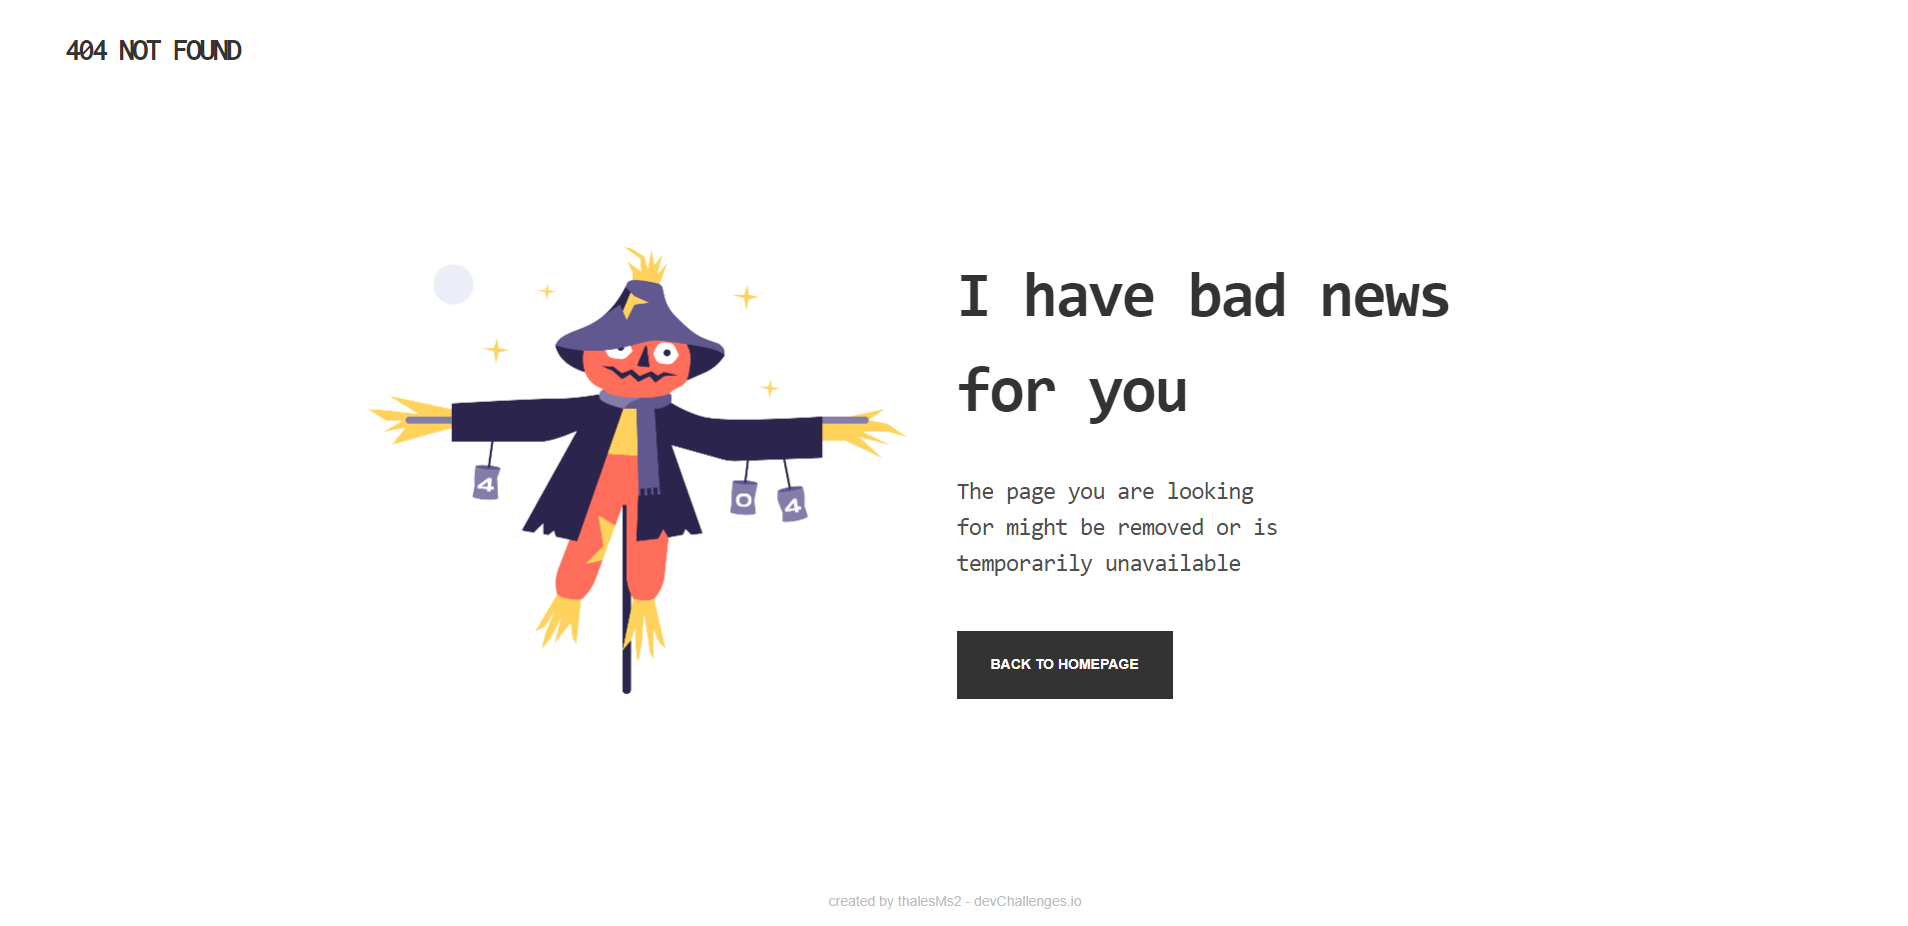 404 NOT FOUND
4
0
4
I have bad news
for you
The page you are looking
for might be removed or is
temporarily unavailable
BACK TO HOMEPAGE
created by thalesMs2 - devChallenges.io